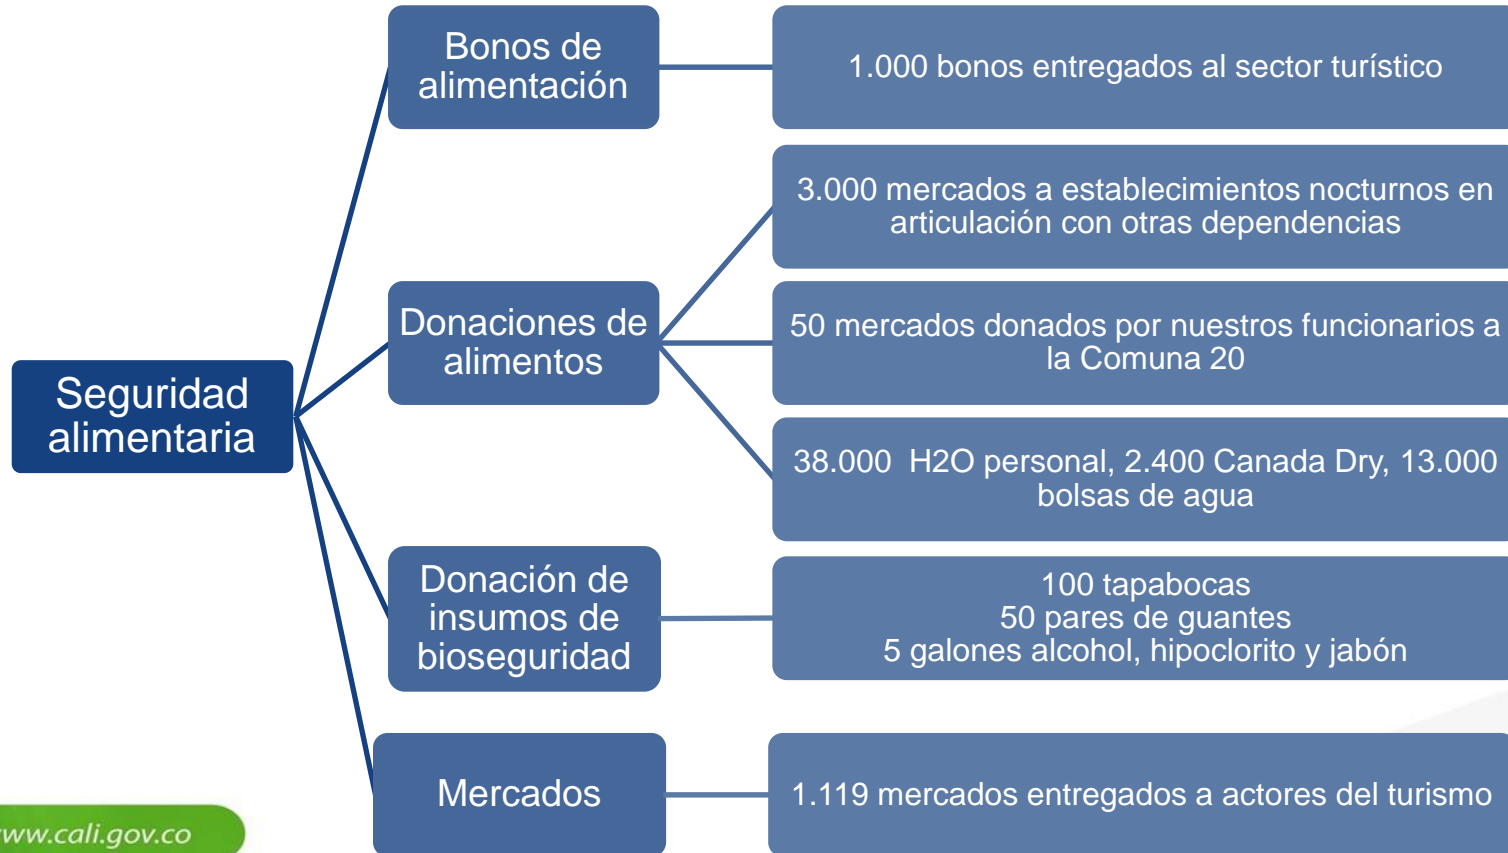 Seguridad
alimentaria
Bonos de
alimentación
1.000 bonos entregados al sector turístico
Donaciones de
alimentos
3.000 mercados a establecimientos nocturnos en
articulación con otras dependencias
50 mercados donados por nuestros funcionarios a
la Comuna 20
38.000  H2O personal, 2.400 Canada Dry, 13.000
bolsas de agua
Donación de
insumos de
bioseguridad
100 tapabocas
50 pares de guantes
5 galones alcohol, hipoclorito y jabón
Mercados
1.119 mercados entregados a actores del turismo
www.cali.gov.co